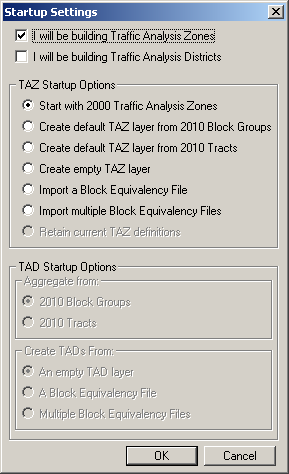 Startup Settings
I will be building Traffic Analysis Zones
I will be building Traffic Analysis Districts
TAZ Startup Options
Start with 2000 Traffic Analysis Zones
Create default TAZ layer from 2010 Block Groups
Create default TAZ layer from 2010 Tracts
Create empty TAZ layer
Import a Block Equivalency File
Import multiple Block Equivalency Files
Retain current TAZ definitions
TAD Startup Options
Aggregate from:
2010 Block Groups
2010 Tracts
Create TADs From:
An empty TAD layer
A Block Equivalency File
Multiple Block Equivalency Files
OK
Cancel